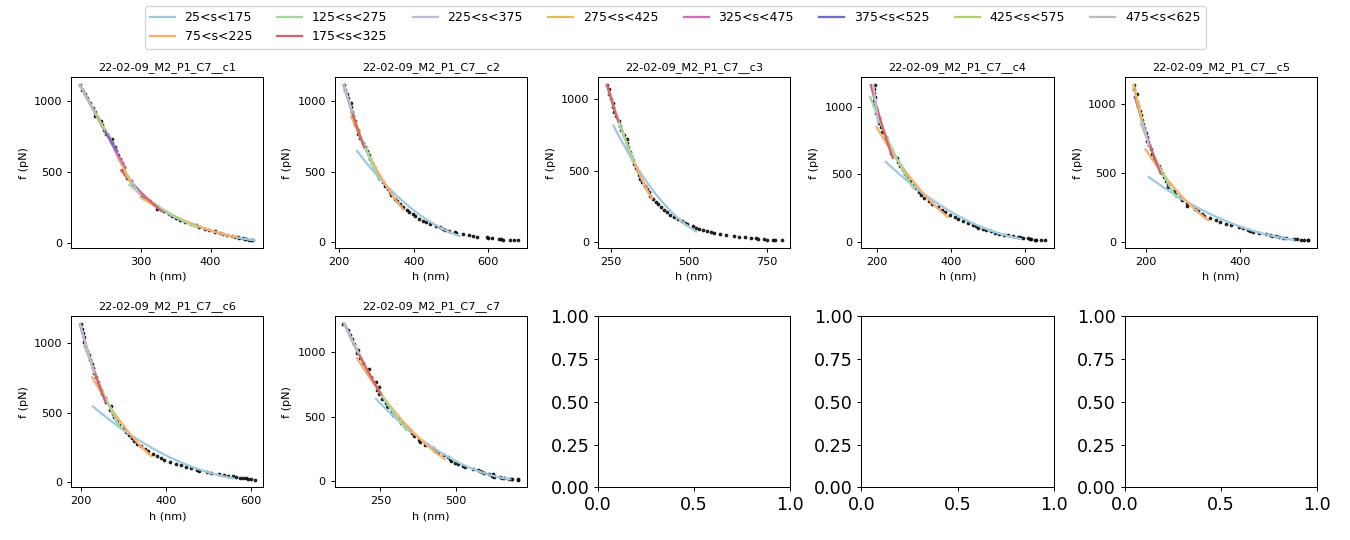 25<s<175 125<s<275 225<s<375 275<s<425 325<s<475 375<s<525 425<s<575 475<s<625
75<s<225 175<s<325
22-02-09_M2_P1_C7__c1 22-02-09_M2_P1_C7__c2 22-02-09_M2_P1_C7__c3 22-02-09_M2_P1_C7__c4 22-02-09_M2_P1_C7__c5
f (pN) 1000 500 0 f (pN) 1000 500 0 f (pN) 1000 500 0 f (pN) 1000 500 0 f (pN) 1000 500 0
300 400 200 400 600 250 500 750 200 400 600 200 400
h (nm) h (nm) h (nm) h (nm) h (nm)
22-02-09_M2_P1_C7__c6 22-02-09_M2_P1_C7__c7
f (pN) 1000 500 0 f (pN) 1000 500 0 1.00 0.75 0.50 0.25 0.00 1.00 0.75 0.50 0.25 0.00 1.00 0.75 0.50 0.25 0.00
200 400 600 250 500 0.0 0.5 1.0 0.0 0.5 1.0 0.0 0.5 1.0
h (nm) h (nm)